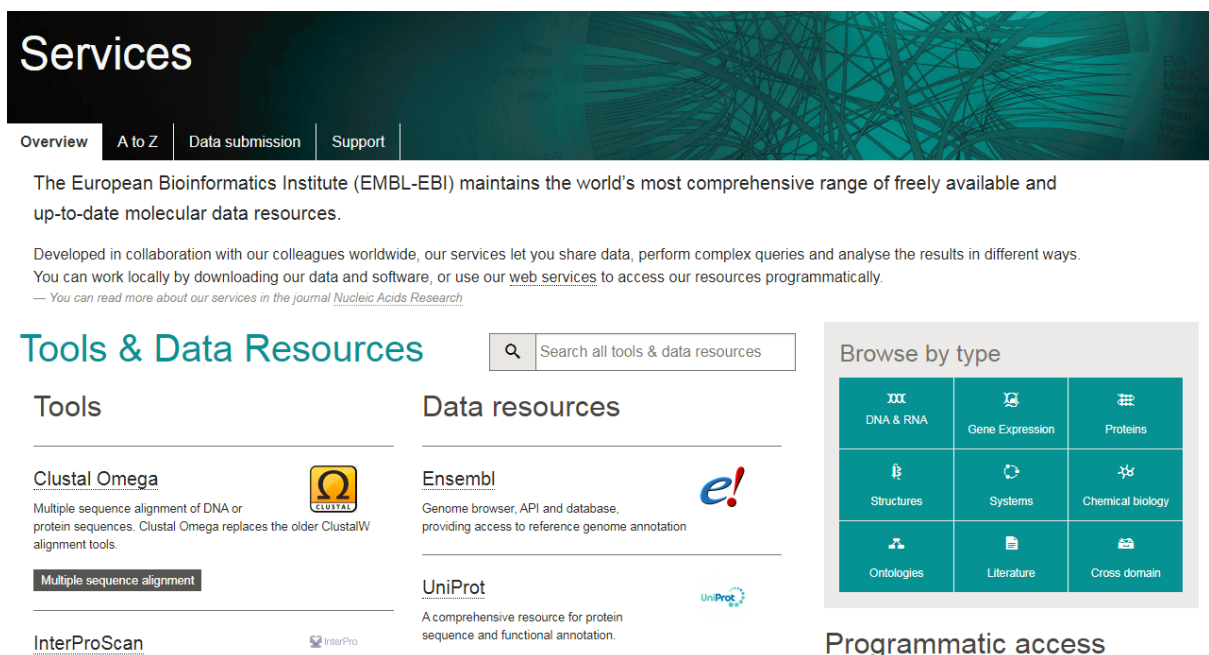 Services
Overview
A to Z
Data submission
Support
The European Bioinformatics Institute (EMBL-EBI) maintains the world's most comprehensive range of freely available and
up-to-date molecular data resources.
Developed in collaboration with our colleagues worldwide, our services let you share data, perform complex queries and analyse the results in different ways.
You can work locally by downloading our data and software, or use our web services to access our resources programmatically.
— You can read more about our services in the journal Nucleic Acids Research
Tools & Data Resources
Search all tools & data resources
Tools
Clustal Omega
CLUSTAL
Multiple sequence alignment of DNA or
protein sequences. Clustal Omega replaces the older ClustalW
alignment tools.
Multiple sequence alignment
InterProScan
InterPro
Data resources
Ensembl
e!
Genome browser, API and database,
providing access to reference genome annotation
UniProt
UniProt
A comprehensive resource for protein
sequence and functional annotation.
Browse by type
DNA & RNA
Gene Expression
Proteins
Structures
Systems
Chemical biology
Ontologies
Literature
Cross domain
Programmatic access